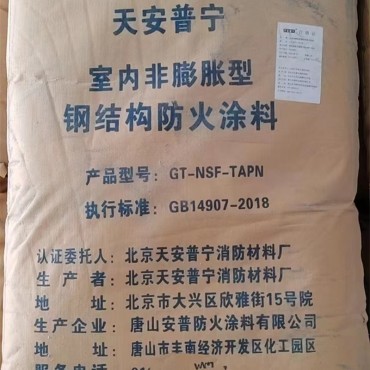 天安普宁
室内非膨胀型
钢结构防火涂料
产品型号: GT-NSF-TAPN
执行标准: GB14907-2018
认证委托人: 北京天安普宁消防材料厂
生产者: 北京天安普宁消防材料厂
地址: 北京市大兴区欣雅街15号院
生产企业: 唐山安普防火涂料有限公司
地址: 唐山市丰南经济开发区化工园区